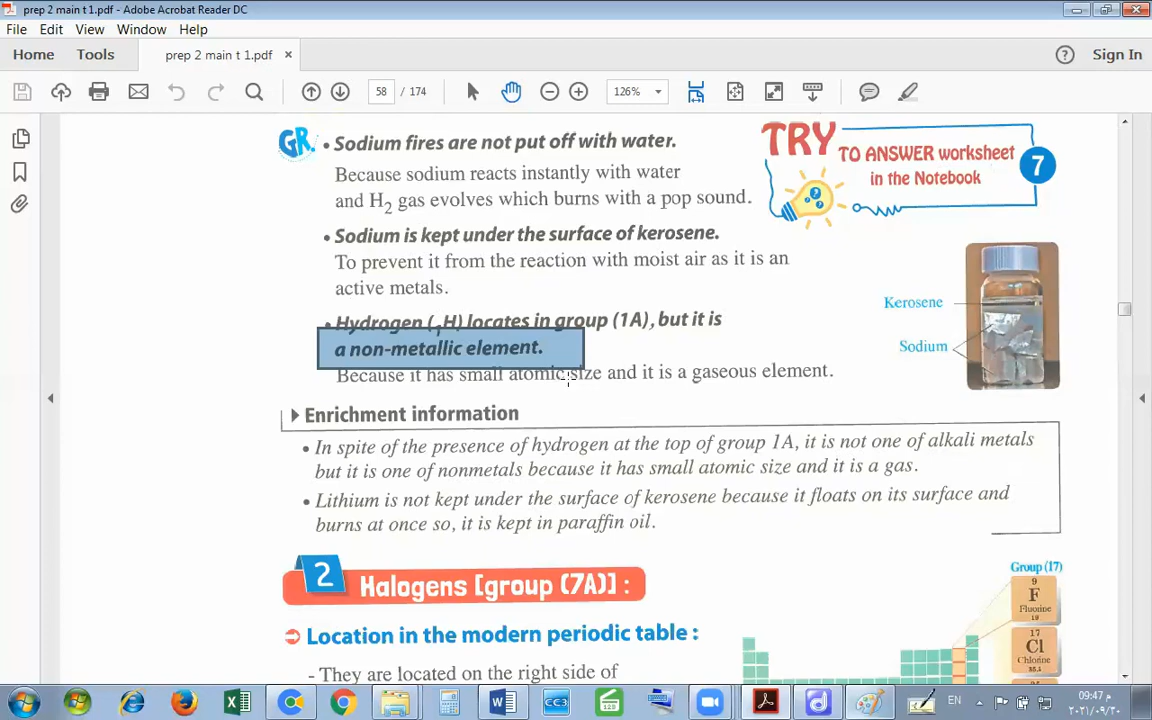 prep 2 main t 1.pdf - Adobe Acrobat Reader DC
File Edit View Window Help
Home Tools prep 2 main t 1.pdf × Sign In
58 / 174 126%
GR. • Sodium fires are not put off with water.
Because sodium reacts instantly with water
and H2 gas evolves which burns with a pop sound.
TRY
TO ANSWER worksheet
in the Notebook
7
• Sodium is kept under the surface of kerosene.
To prevent it from the reaction with moist air as it is an
active metals.
Kerosene
Sodium
• Hydrogen (1H) locates in group (1A), but it is
a non-metallic element.
Because it has small atomic size and it is a gaseous element.
Enrichment information
• In spite of the presence of hydrogen at the top of group 1A, it is not one of alkali metals
but it is one of nonmetals because it has small atomic size and it is a gas.
• Lithium is not kept under the surface of kerosene because it floats on its surface and
burns at once so, it is kept in paraffin oil.
2 Halogens [group (7A)] :
Location in the modern periodic table :
- They are located on the right side of
Group (17)
9
F
Fluorine
19
17
Cl
Chlorine
35.5
CC3
123
EN
09:47 م
٢٠٢١/٠٩/٢٠